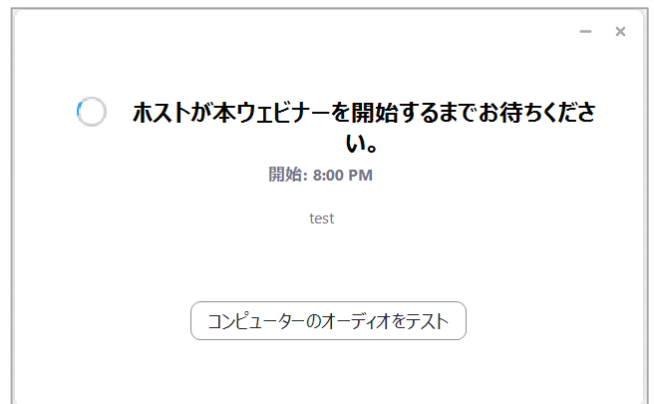 ホストが本ウェビナーを開始するまでお待ちくださ
い。
開始: 8:00 PM
test
コンピューターのオーディオをテスト